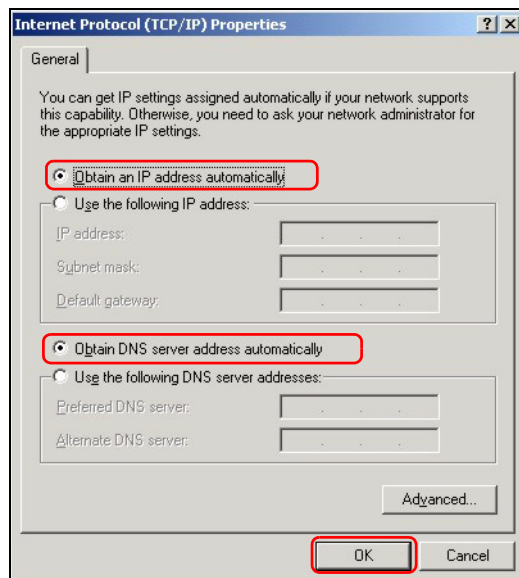 Internet Protocol (TCP/IP) Properties
General
You can get IP settings assigned automatically if your network supports
this capability. Otherwise, you need to ask your network administrator for
the appropriate IP settings.
Obtain an IP address automatically
Use the following IP address:
IP address:
Subnet mask:
Default gateway:
Obtain DNS server address automatically
Use the following DNS server addresses:
Preferred DNS server:
Alternate DNS server:
Advanced...
OK
Cancel